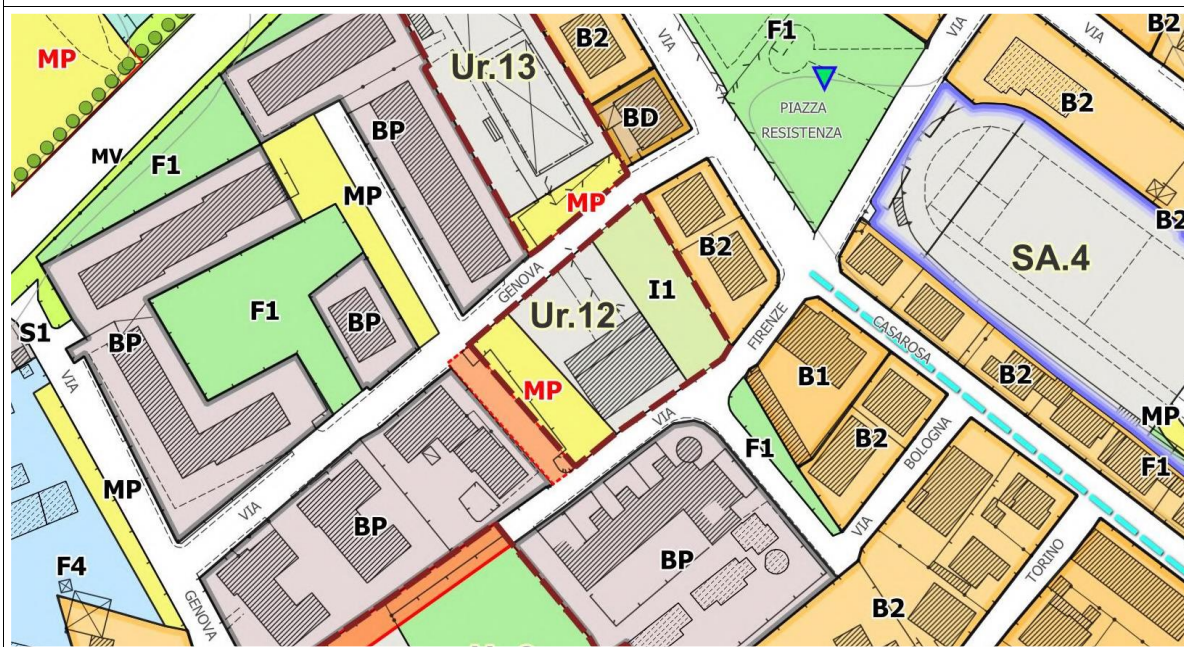 F1
B2
B2
VIA
VIA
VIA
MP
Ur.13
B2
BD
PIAZZA
RESISTENZA
MV
F1
BP
MP
MP
B2
B2
SA.4
GENOVA
I1
F1
BP
Ur.12
S1
BP
VIA
FIRENZE
CASAROSA
B1
B2
MP
MP
VIA
F1
B2
BOLOGNA
F1
MP
VIA
BP
BP
VIA
TORINO
F4
GENOVA
B2